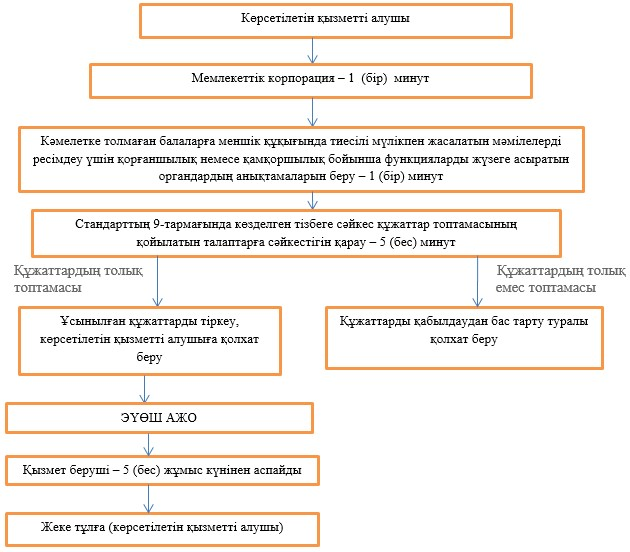 Көрсетілетін қызметті алушы
Мемлекеттік корпорация – 1 (бір) минут
Кәмелетке толмаған балаларға меншік құқығында тиесілі мүлікпен жасалатын мәмілелерді
ресімдеу үшін қорғаншылық немесе қамқоршылық бойынша функцияларды жүзеге асыратын
органдардың анықтамаларын беру – 1 (бір) минут
Стандарттың 9-тармағында көзделген тізбеге сәйкес құжаттар топтамасының
қойылатын талаптарға сәйкестігін қарау – 5 (бес) минут
Құжаттардың толық
топтамасы
Құжаттардың толық
емес топтамасы
Ұсынылған құжаттарды тіркеу,
көрсетілетін қызметті алушыға қолхат
беру
Құжаттарды қабылдаудан бас тарту туралы
қолхат беру
ЭҮӨШ АЖО
Қызмет беруші – 5 (бес) жұмыс күнінен аспайды
Жеке тұлға (көрсетілетін қызметті алушы)